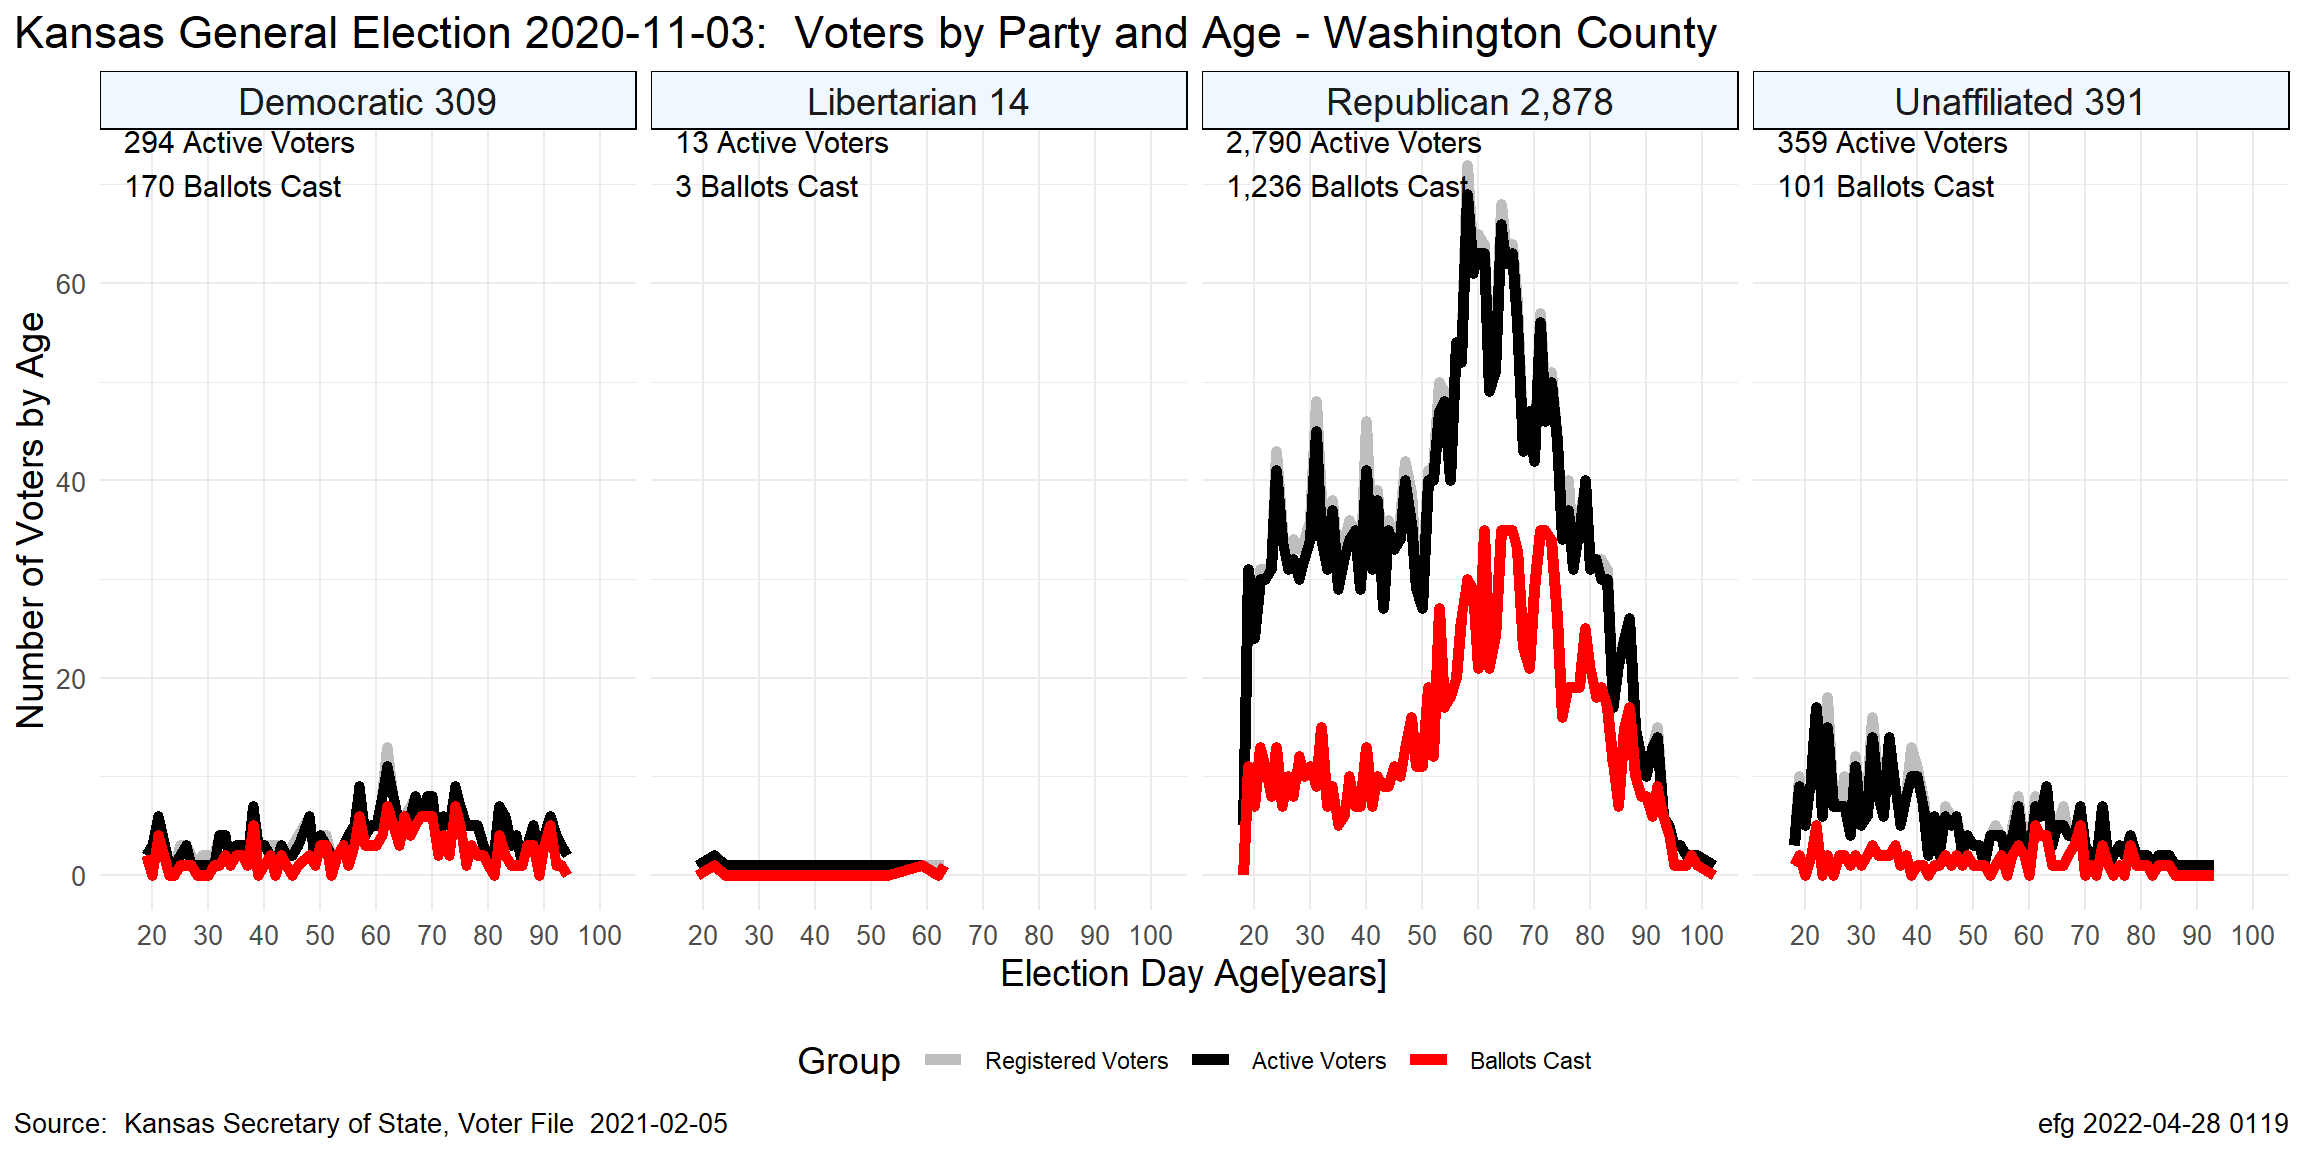 Kansas General Election 2020-11-03:  Voters by Party and Age - Washington County
Democratic 309
Libertarian 14
Republican 2,878
Unaffiliated 391
294 Active Voters
170 Ballots Cast
13 Active Voters
3 Ballots Cast
2,790 Active Voters
1,236 Ballots Cast
359 Active Voters
101 Ballots Cast
Number of Voters by Age
60
40
20
0
20 30 40 50 60 70 80 90 100
20 30 40 50 60 70 80 90 100
20 30 40 50 60 70 80 90 100
20 30 40 50 60 70 80 90 100
Election Day Age[years]
Group Registered Voters Active Voters Ballots Cast
Source:  Kansas Secretary of State, Voter File  2021-02-05
efg 2022-04-28 0119